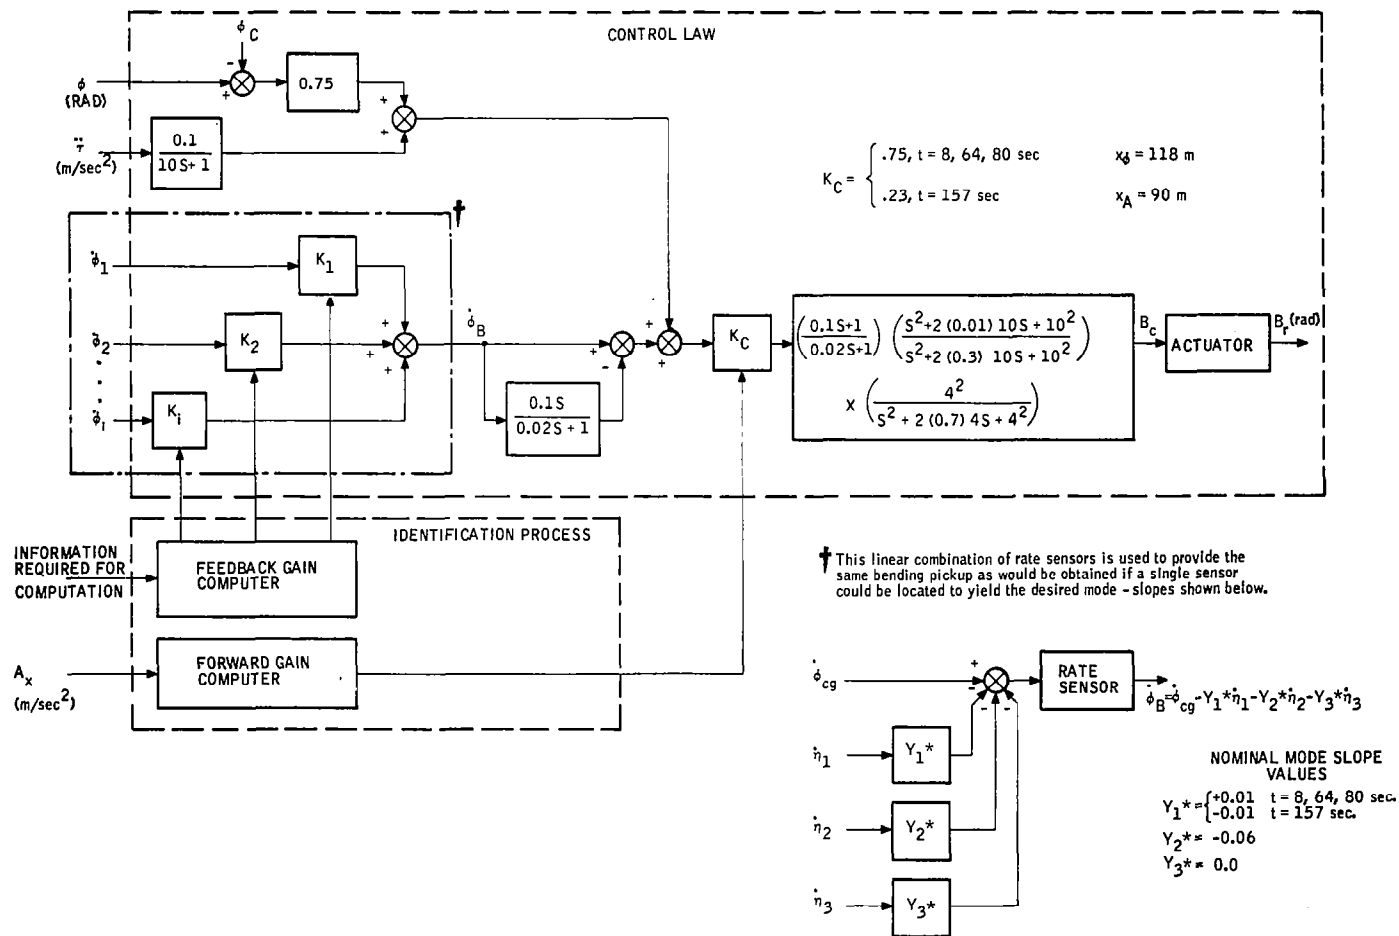 CONTROL LAW
ϕ
C
-
+
ϕ
(RAD)
0.75
+
+
(m/sec²)
0.1
10S+1
K_C = { .75, t = 8, 64, 80 sec
.23, t = 157 sec
x_ϕ = 118 m
x_A = 90 m
†
ϕ̇₁
K₁
ϕ̇₂
K₂
ϕ̇ᵢ
Kᵢ
+
+
+
ϕ̇_B
+
-
0.1S
0.02S + 1
+
+
K_C
(0.1S+1 / 0.02S+1) (S²+2 (0.01) 10S + 10² / S²+2 (0.3) 10S + 10²)
X (4² / S² + 2 (0.7) 4S + 4²)
B_c
ACTUATOR
B_r (rad)
IDENTIFICATION PROCESS
INFORMATION
REQUIRED FOR
COMPUTATION
FEEDBACK GAIN
COMPUTER
A_x
(m/sec²)
FORWARD GAIN
COMPUTER
† This linear combination of rate sensors is used to provide the
same bending pickup as would be obtained if a single sensor
could be located to yield the desired mode - slopes shown below.
ϕ̇_cg
+
-
-
-
RATE
SENSOR
ϕ̇_B = ϕ̇_cg - Y₁* η̇₁ - Y₂* η̇₂ - Y₃* η̇₃
η̇₁
Y₁*
η̇₂
Y₂*
η̇₃
Y₃*
NOMINAL MODE SLOPE
VALUES
Y₁* = { +0.01 t = 8, 64, 80 sec.
-0.01 t = 157 sec.
Y₂* = -0.06
Y₃* = 0.0